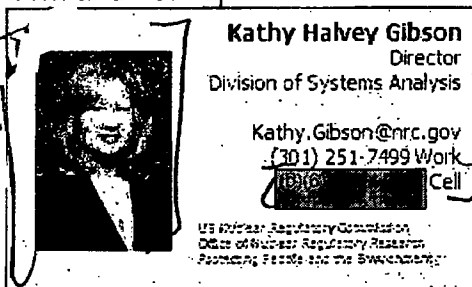 Kathy Halvey Gibson
Director
Division of Systems Analysis
Kathy.Gibson@nrc.gov
(301) 251-7499 Work
(b)(6)
Cell
US Nuclear Regulatory Commission
Office of Nuclear Regulatory Research
Protecting People and the Environment